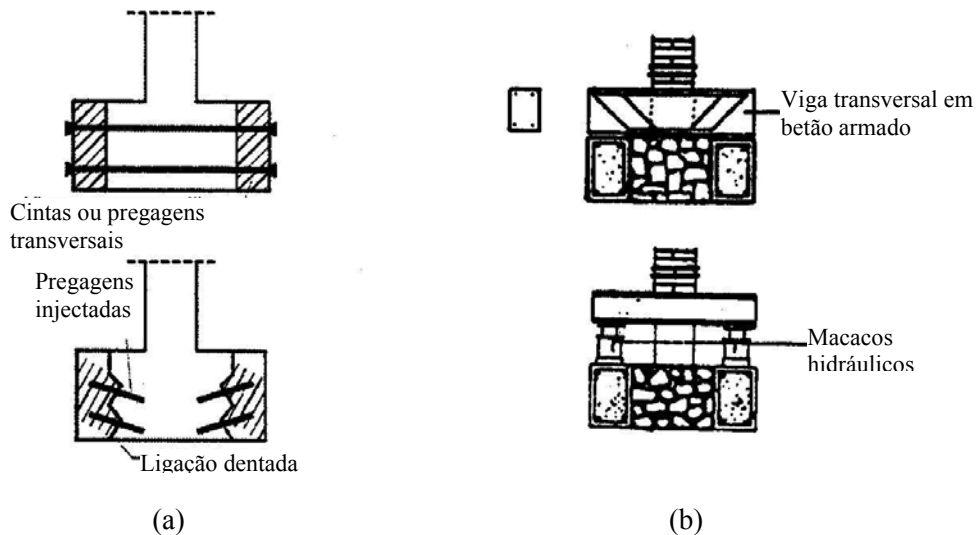 Cintas ou pregagens
transversais
Pregagens
injectadas
Ligação dentada
(a)
Viga transversal em
betão armado
Macacos
hidráulicos
(b)